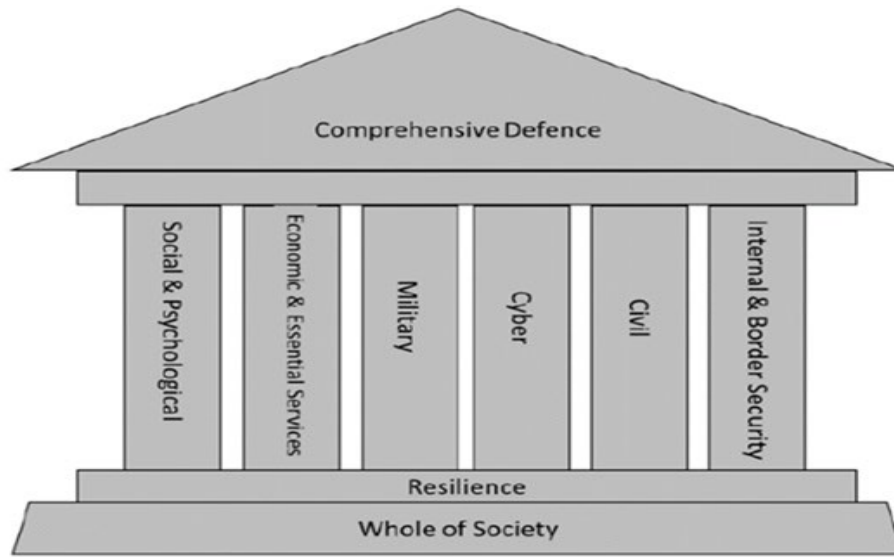 Comprehensive Defence
Social & Psychological
Economic & Essential Services
Military
Cyber
Civil
Internal & Border Security
Resilience
Whole of Society